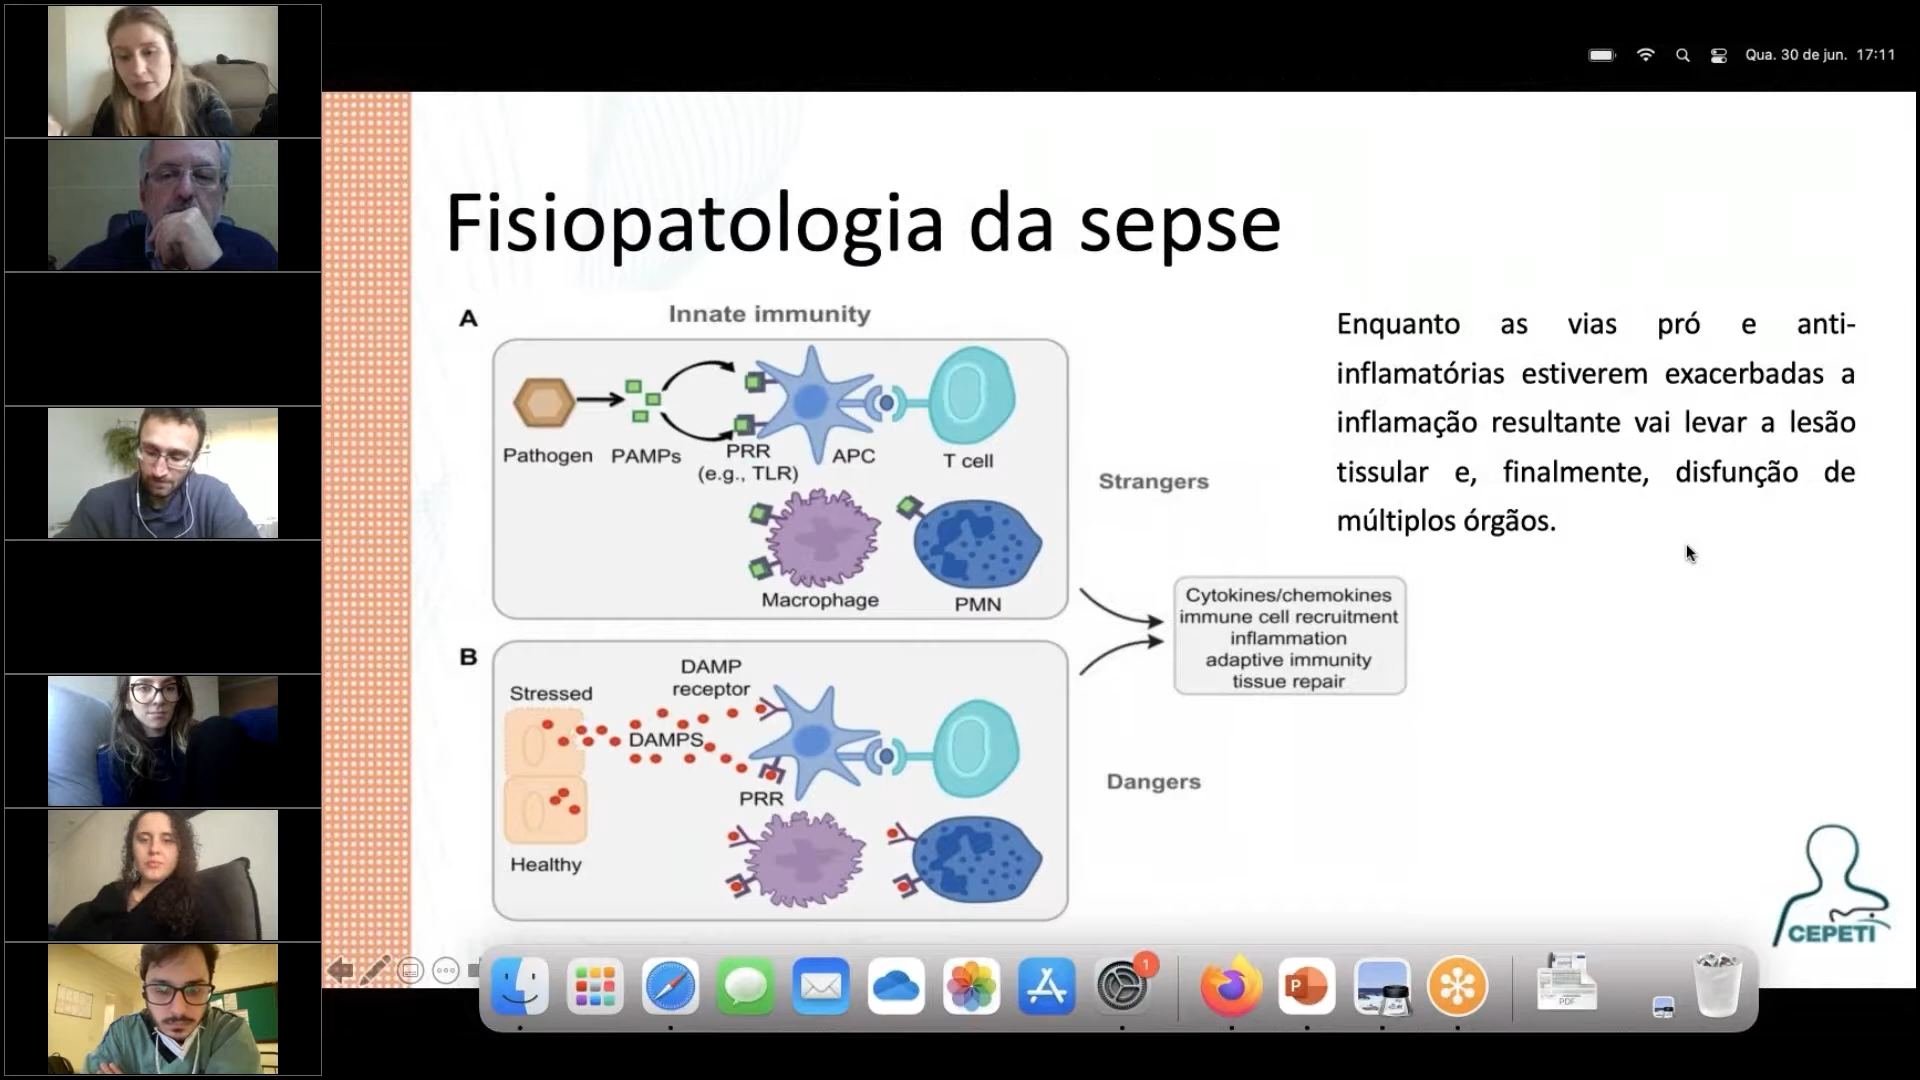 Qua. 30 de jun. 17:11
Fisiopatologia da sepse
A
Innate immunity
Pathogen
PAMPs
PRR
(e.g., TLR)
APC
T cell
Macrophage
PMN
Strangers
Enquanto as vias pró e anti-
inflamatórias estiverem exacerbadas a
inflamação resultante vai levar a lesão
tissular e, finalmente, disfunção de
múltiplos órgãos.
Cytokines/chemokines
immune cell recruitment
inflammation
adaptive immunity
tissue repair
B
Stressed
DAMP
receptor
DAMPS
PRR
Healthy
Dangers
CEPETI
1
P
PDF